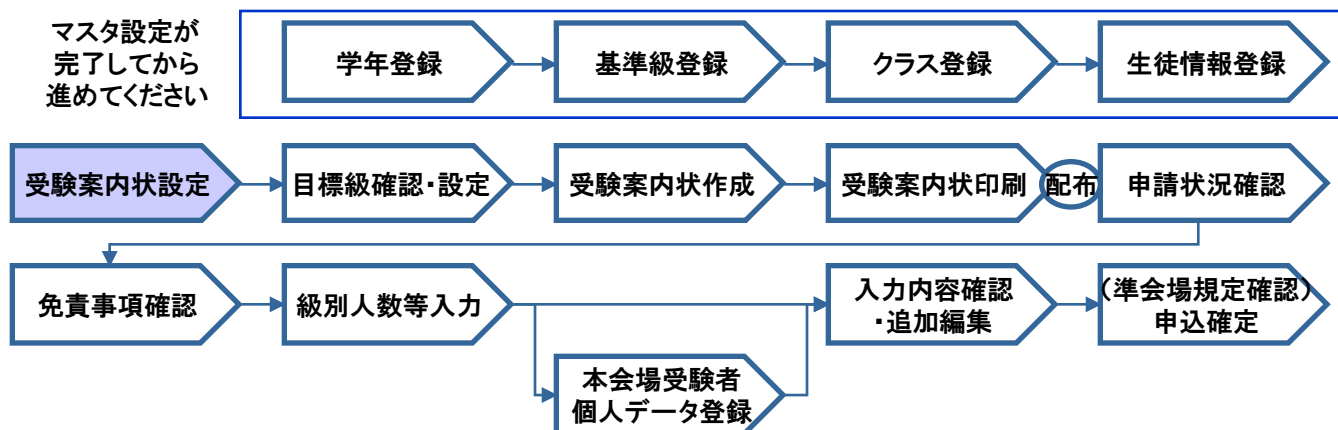 マスタ設定が
完了してから
進めてください
学年登録
基準級登録
クラス登録
生徒情報登録
受験案内状設定
目標級確認・設定
受験案内状作成
受験案内状印刷
配布
申請状況確認
免責事項確認
級別人数等入力
本会場受験者
個人データ登録
入力内容確認
・追加編集
（準会場規定確認）
申込確定